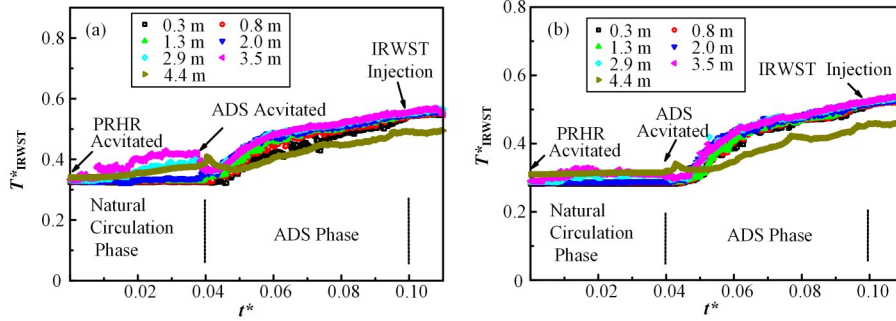 (a)
0.3 m
0.8 m
1.3 m
2.0 m
2.9 m
3.5 m
4.4 m
IRWST
Injection
PRHR
Acvitated
ADS Acvitated
Natural
Circulation
Phase
ADS Phase
T*IRWST
0.8
0.6
0.4
0.2
0
0.02
0.04
0.06
0.08
0.10
t*
(b)
0.3 m
0.8 m
1.3 m
2.0 m
2.9 m
3.5 m
4.4 m
IRWST Injection
PRHR
Acvitated
ADS
Acvitated
Natural
Circulation
Phase
ADS Phase
T*IRWST
0.8
0.6
0.4
0.2
0
0.02
0.04
0.06
0.08
0.10
t*